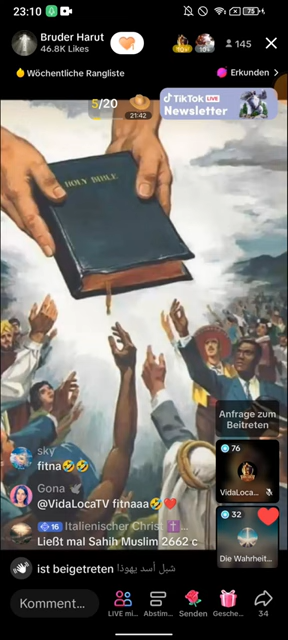 23:10
75
Bruder Harut
46.8K Likes
145
Wöchentliche Rangliste
Erkunden >
5/20
21:42
TikTok LIVE
Newsletter
HOLY BIBLE
Anfrage zum
Beitreten
76
VidaLoca...
32
Die Wahrheit...
sky
fitna🤣🤣
Gona 🕊
@VidaLocaTV fitnaaa🤣❤️
16 Italienischer Chris
Ließt mal Sahih Muslim 2662 c
ist beigetreten شبل أسد يهوذا
Komment...
LIVE mi...
Abstim...
Senden
Gesche...
34